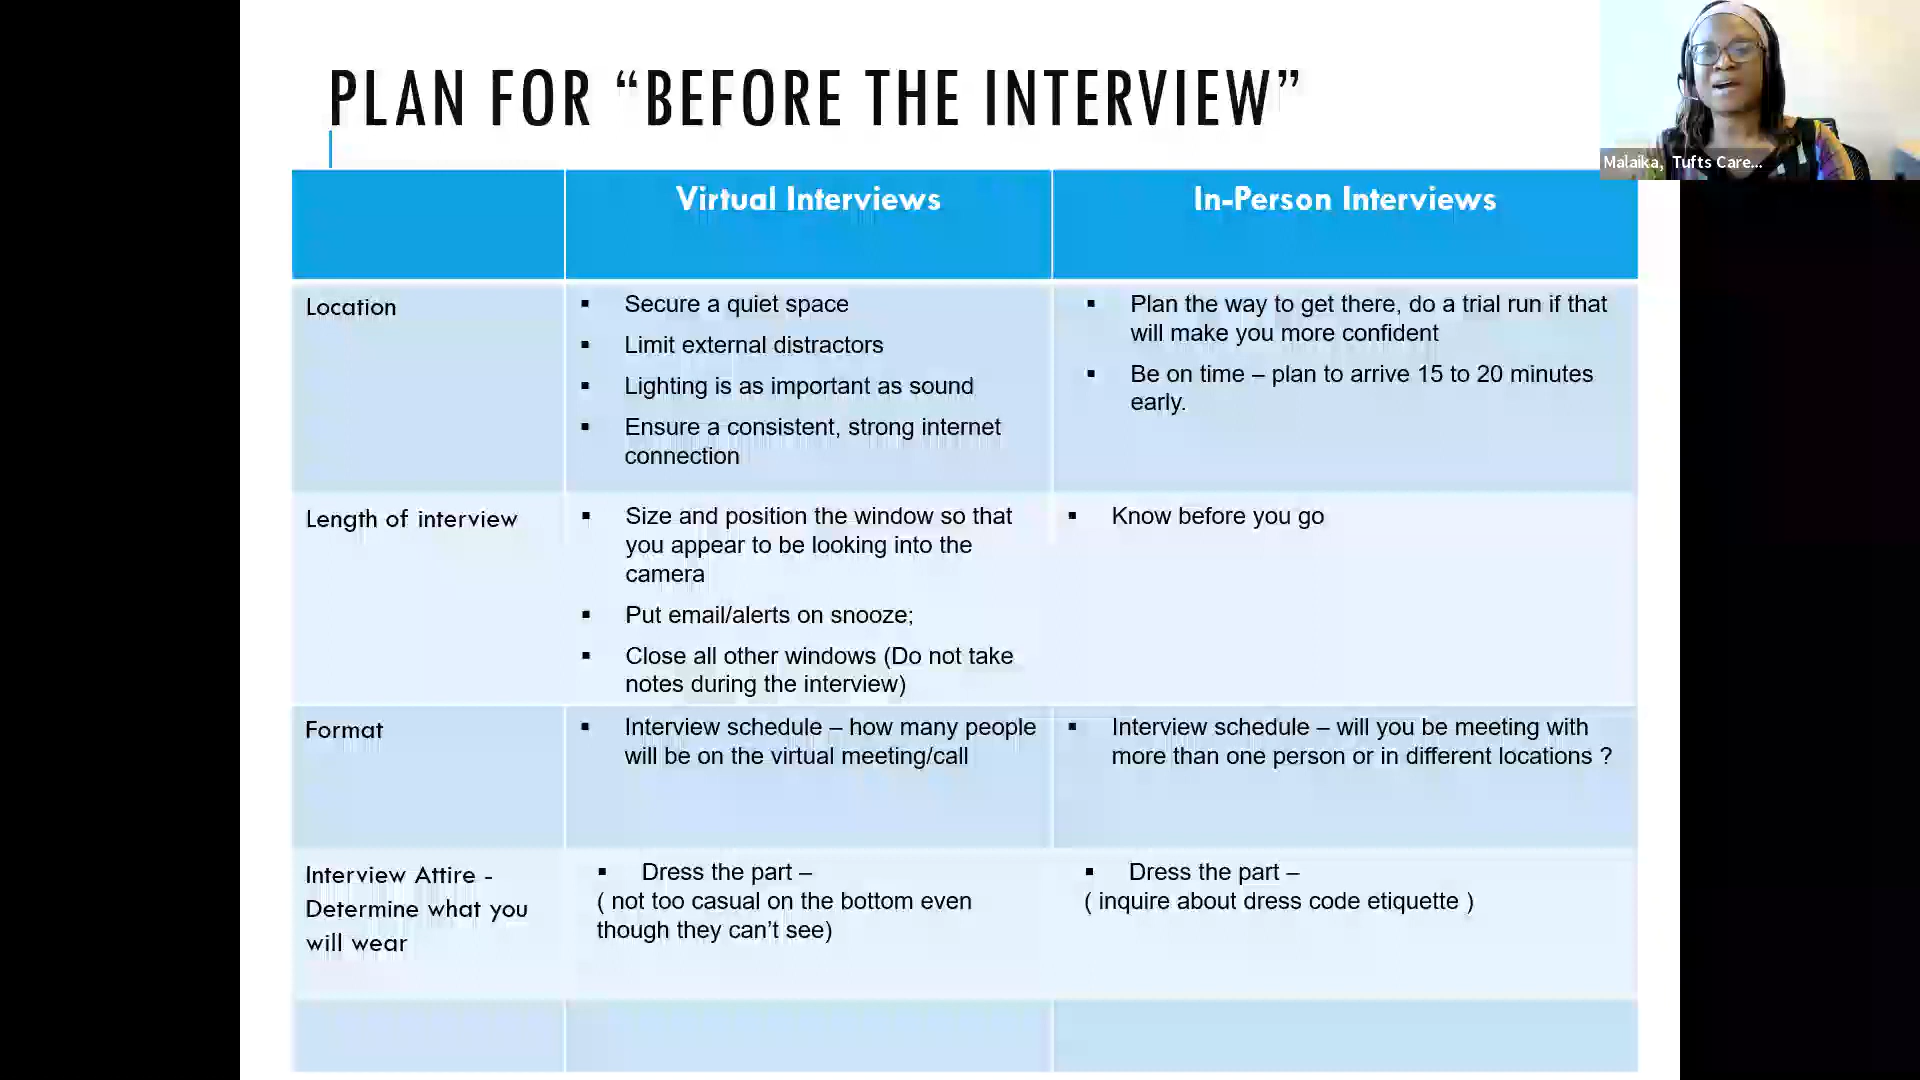 PLAN FOR “BEFORE THE INTERVIEW”
Malaika, Tufts Care...
Virtual Interviews
In-Person Interviews
Location
▪ Secure a quiet space
▪ Limit external distractors
▪ Lighting is as important as sound
▪ Ensure a consistent, strong internet
connection
▪ Plan the way to get there, do a trial run if that
will make you more confident
▪ Be on time – plan to arrive 15 to 20 minutes
early.
Length of interview
▪ Size and position the window so that
you appear to be looking into the
camera
▪ Put email/alerts on snooze;
▪ Close all other windows (Do not take
notes during the interview)
▪ Know before you go
Format
▪ Interview schedule – how many people
will be on the virtual meeting/call
▪ Interview schedule – will you be meeting with
more than one person or in different locations ?
Interview Attire -
Determine what you
will wear
▪ Dress the part –
( not too casual on the bottom even
though they can’t see)
▪ Dress the part –
( inquire about dress code etiquette )